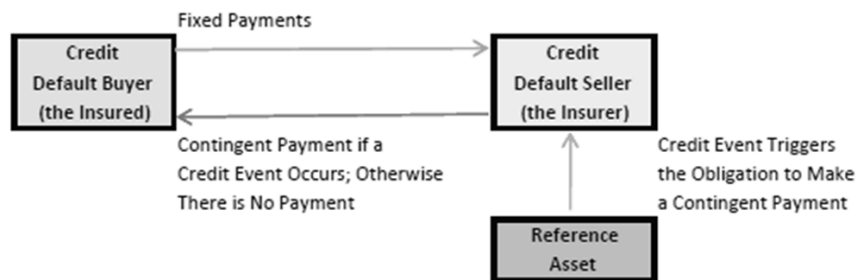 Fixed Payments
Credit
Default Buyer
(the Insured)
Credit
Default Seller
(the Insurer)
Contingent Payment if a
Credit Event Occurs; Otherwise
There is No Payment
Credit Event Triggers
the Obligation to Make
a Contingent Payment
Reference
Asset